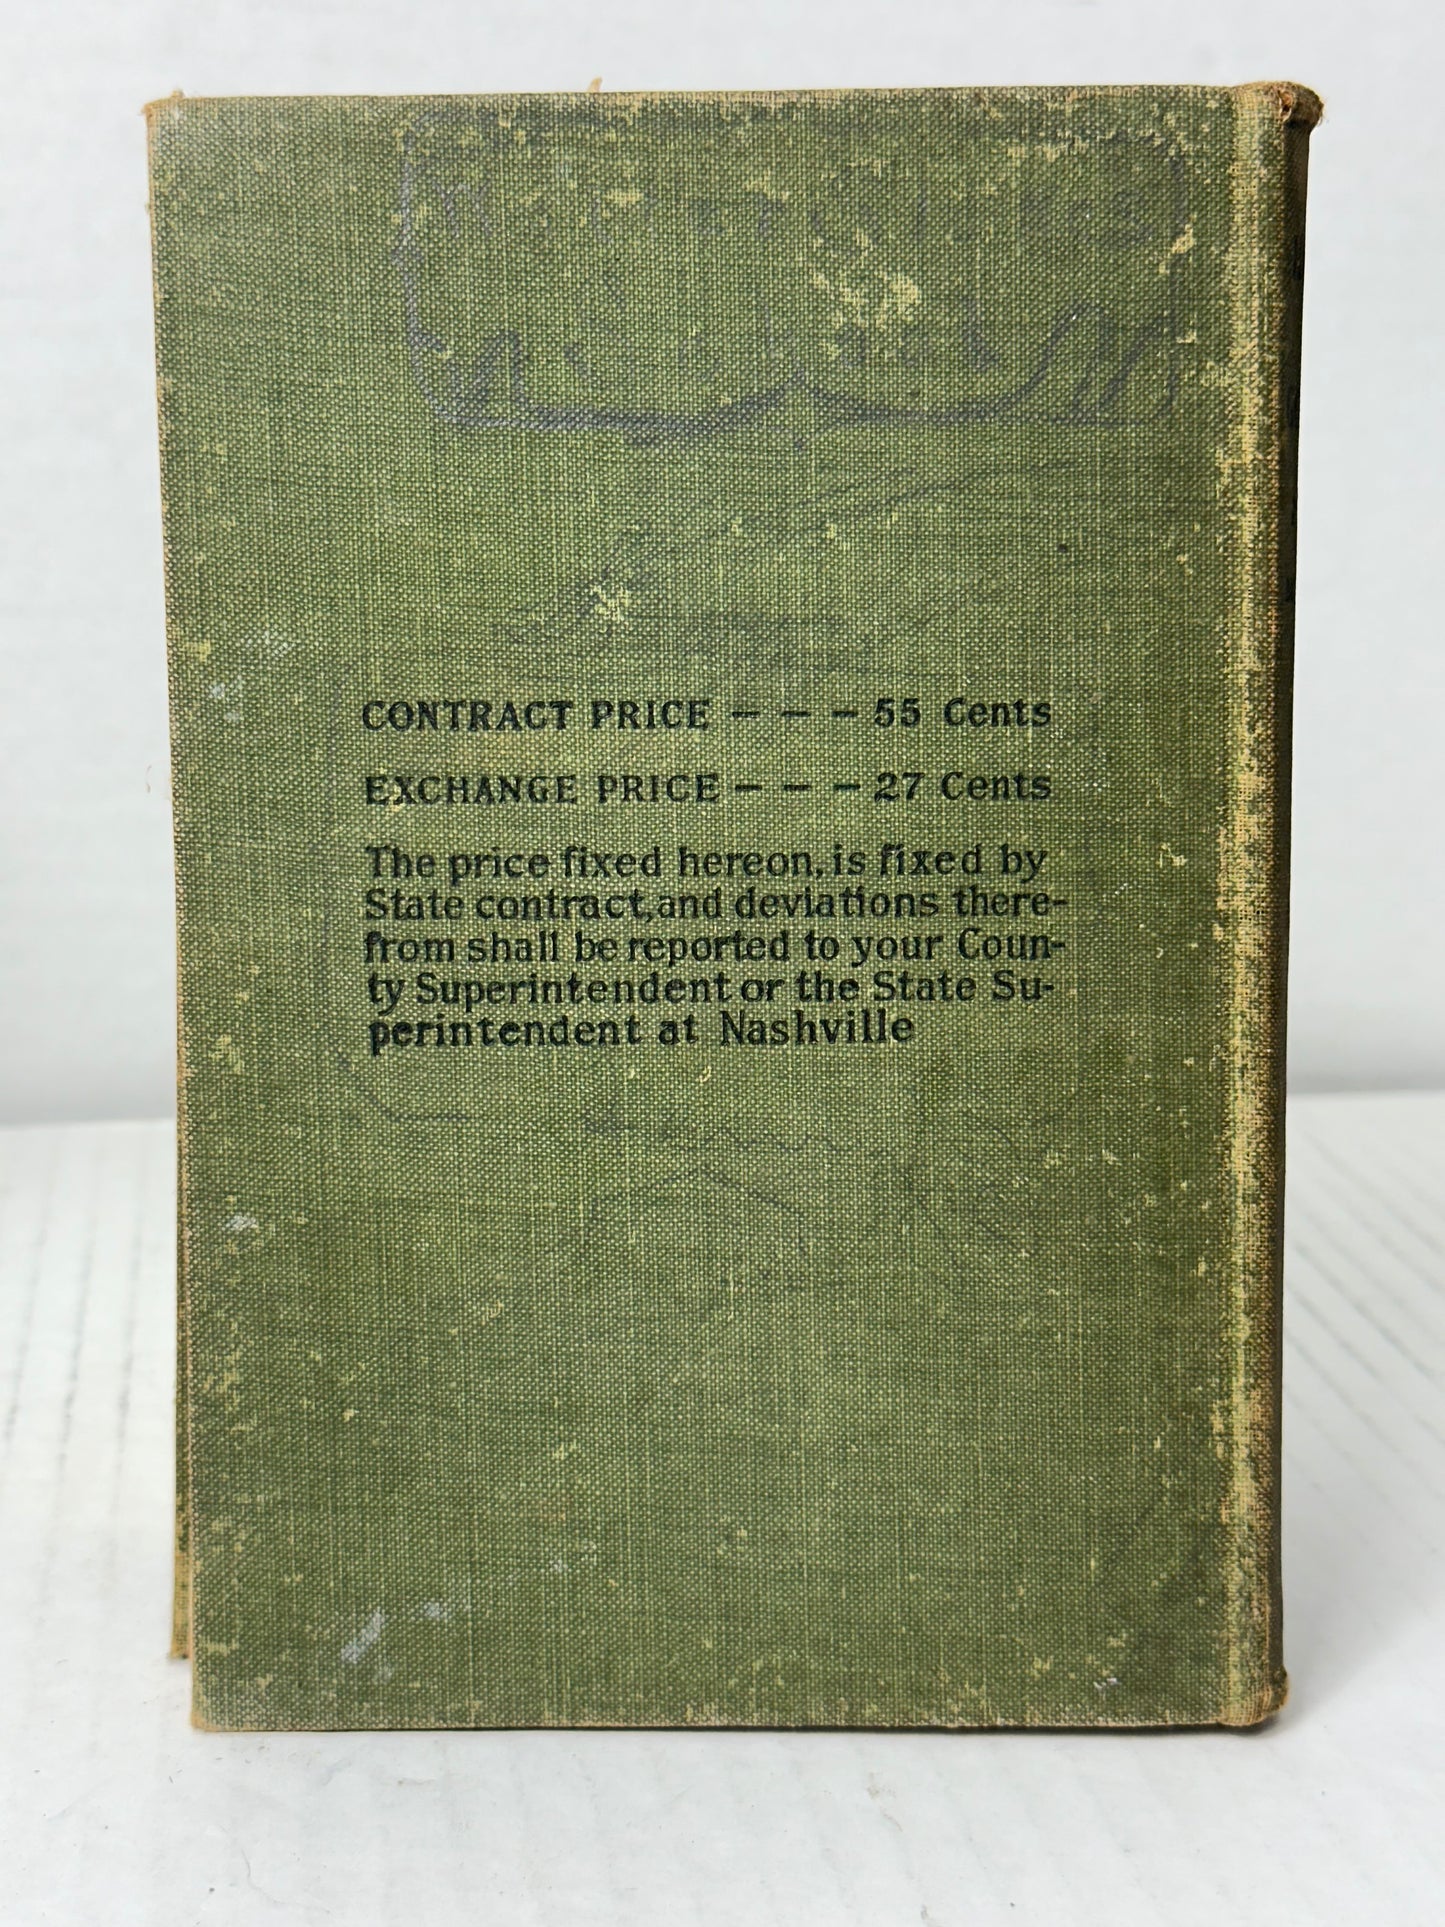 CONTRACT PRICE - - - 55 Cents
EXCHANGE PRICE - - - 27 Cents
The price fixed hereon, is fixed by
State contract, and deviations there-
from shall be reported to your Coun-
ty Superintendent or the State Su-
perintendent at Nashville